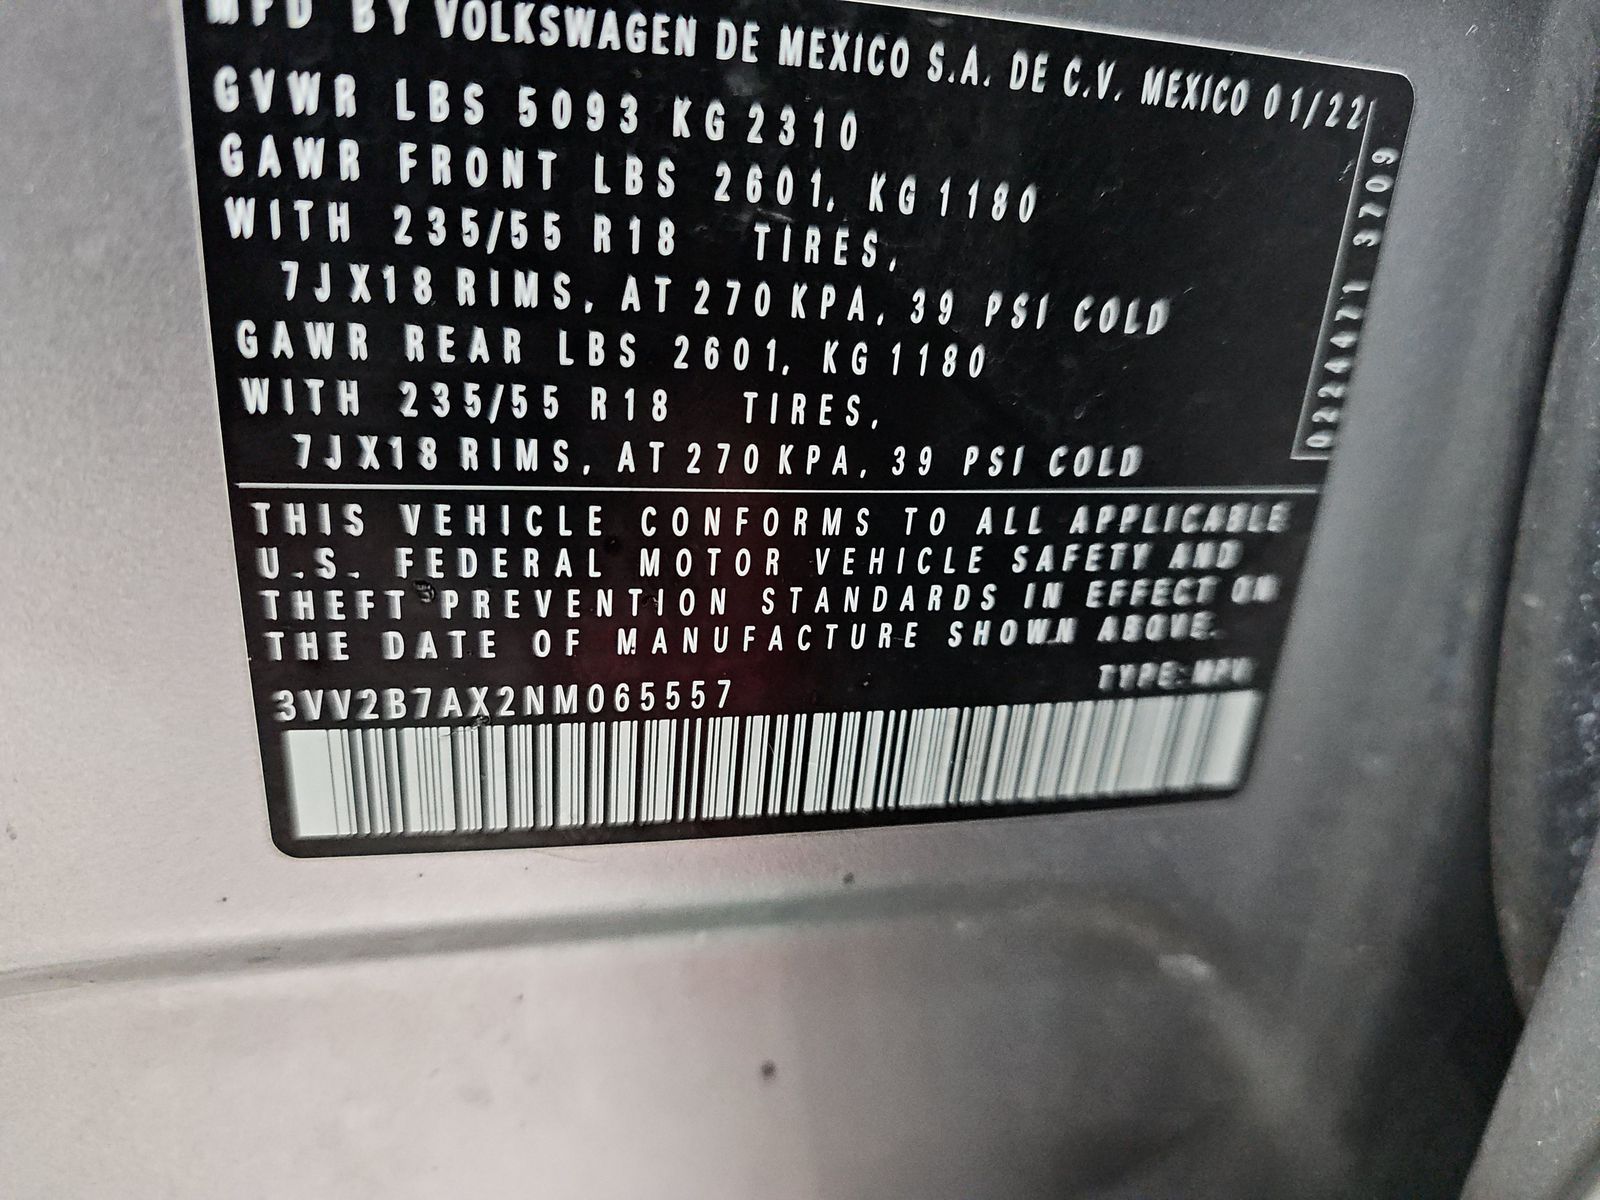 MFD BY VOLKSWAGEN DE MEXICO S.A. DE C.V. MEXICO 01/22
GVWR LBS 5093 KG 2310
GAWR FRONT LBS 2601, KG 1180
WITH 235/55 R18 TIRES,
7JX18 RIMS, AT 270 KPA, 39 PSI COLD
GAWR REAR LBS 2601, KG 1180
WITH 235/55 R18 TIRES,
7JX18 RIMS, AT 270 KPA, 39 PSI COLD
0224471 3209
THIS VEHICLE CONFORMS TO ALL APPLICABLE
U.S. FEDERAL MOTOR VEHICLE SAFETY AND
THEFT PREVENTION STANDARDS IN EFFECT ON
THE DATE OF MANUFACTURE SHOWN ABOVE.
TYPE: MPV
3VV2B7AX2NM065557